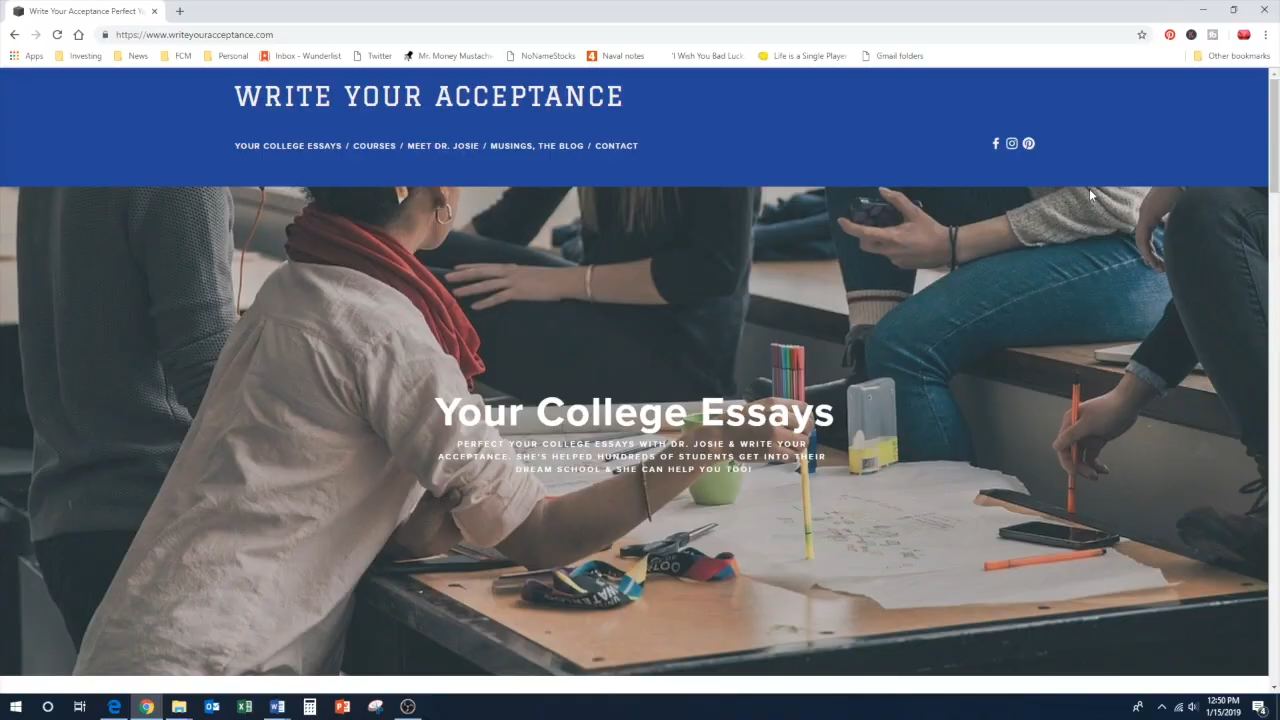 Write Your Acceptance Perfect Y
https://www.writeyouracceptance.com
Apps Investing News FCM Personal Inbox - Wunderlist Twitter Mr. Money Mustach NoNameStocks Naval notes 'I Wish You Bad Luck. Life is a Single Player Gmail folders Other bookmarks
WRITE YOUR ACCEPTANCE
YOUR COLLEGE ESSAYS / COURSES / MEET DR. JOSIE / MUSINGS, THE BLOG / CONTACT
Your College Essays
PERFECT YOUR COLLEGE ESSAYS WITH DR. JOSIE & WRITE YOUR
ACCEPTANCE. SHE'S HELPED HUNDREDS OF STUDENTS GET INTO THEIR
DREAM SCHOOL & SHE CAN HELP YOU TOO!
12:50 PM
1/15/2019